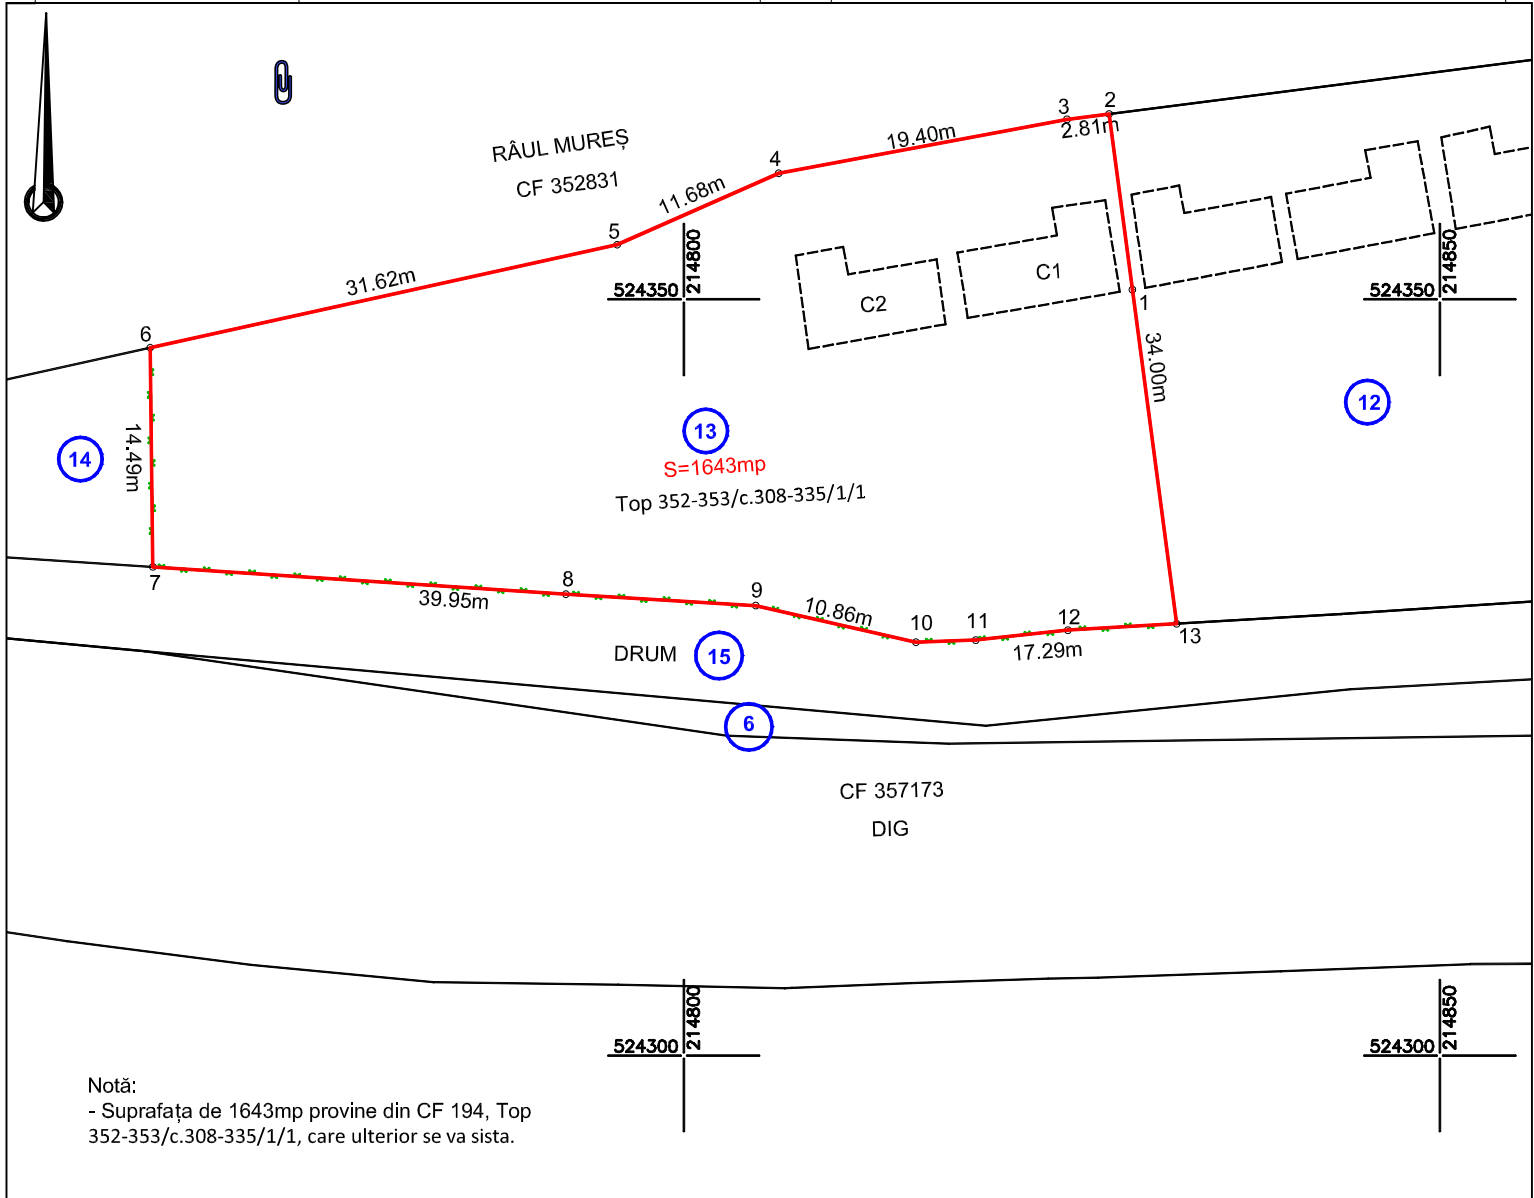 2
3
2.81m
19.40m
RÂUL MUREȘ
4
CF 352831
11.68m
5
214800
214850
31.62m
C1
524350
524350
C2
1
6
34.00m
12
13
14.49m
14
S=1643mp
Top 352-353/c.308-335/1/1
7
8
39.95m
9
10.86m
10
11
12
13
17.29m
DRUM
15
6
CF 357173
DIG
214800
214850
524300
524300
Notă:
- Suprafața de 1643mp provine din CF 194, Top
352-353/c.308-335/1/1, care ulterior se va sista.